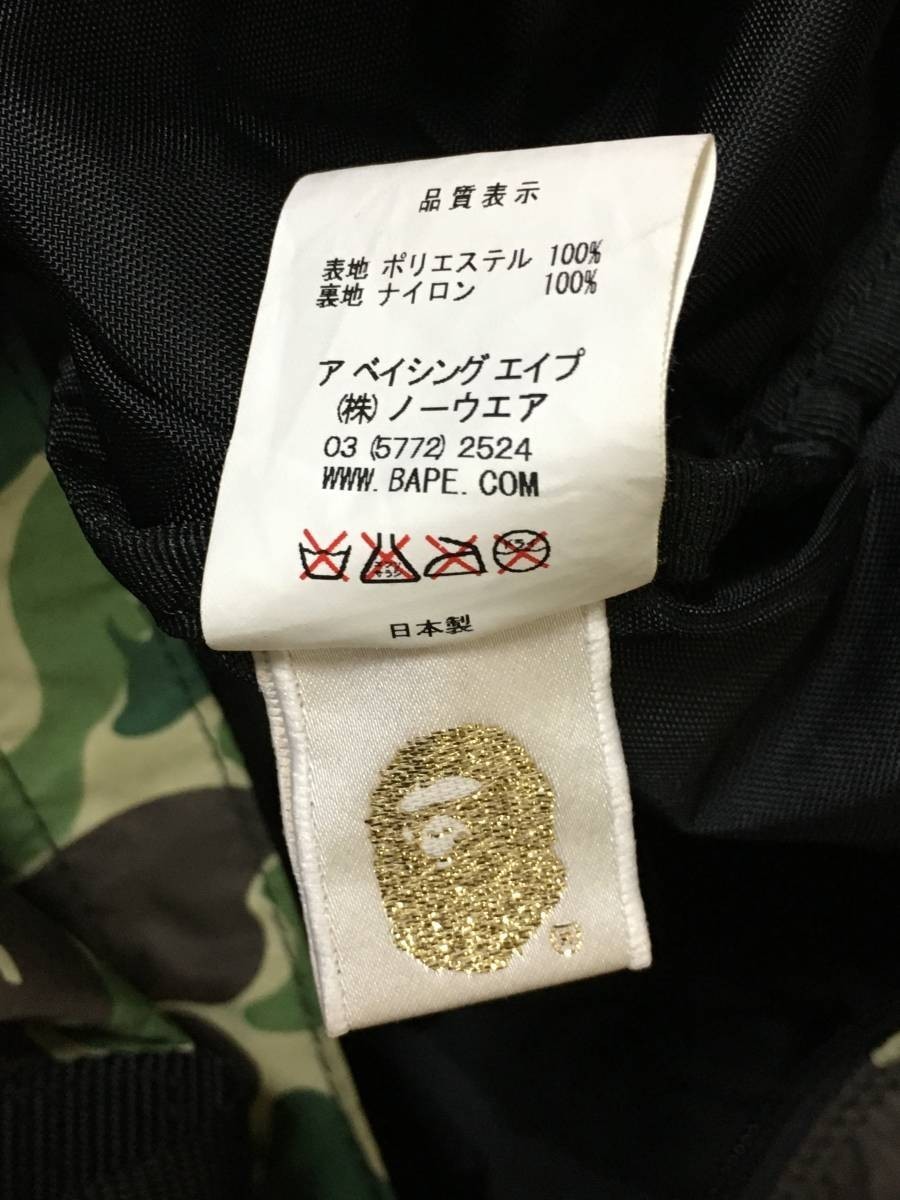 品質表示
表地 ポリエステル 100%
裏地 ナイロン 100%
ア ベイシング エイプ
(株) ノーウエア
03 (5772) 2524
WWW. BAPE. COM
日本製